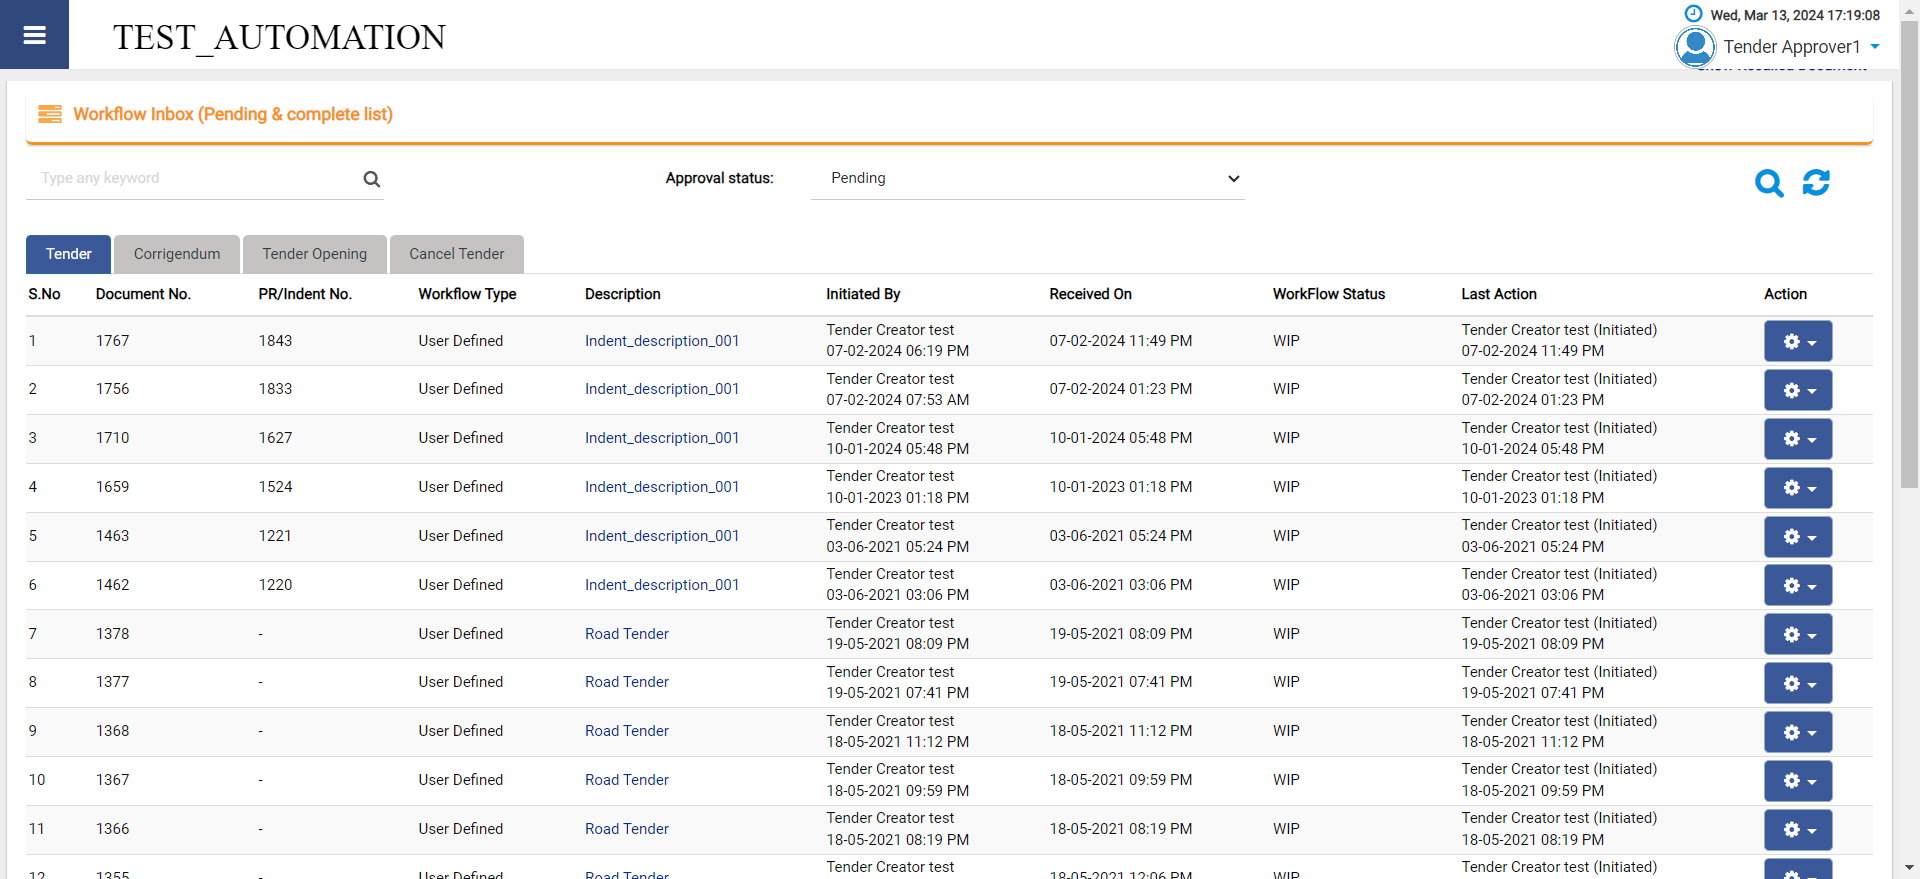 TEST_AUTOMATION
Wed, Mar 13, 2024 17:19:08
Tender Approver1
Workflow Inbox (Pending & complete list)
Type any keyword
Approval status:
Pending
Tender Corrigendum Tender Opening Cancel Tender
S.No Document No. PR/Indent No. Workflow Type Description Initiated By Received On WorkFlow Status Last Action Action
1 1767 1843 User Defined Indent_description_001 Tender Creator test 07-02-2024 06:19 PM 07-02-2024 11:49 PM WIP Tender Creator test (Initiated) 07-02-2024 11:49 PM
2 1756 1833 User Defined Indent_description_001 Tender Creator test 07-02-2024 07:53 AM 07-02-2024 01:23 PM WIP Tender Creator test (Initiated) 07-02-2024 01:23 PM
3 1710 1627 User Defined Indent_description_001 Tender Creator test 10-01-2024 05:48 PM 10-01-2024 05:48 PM WIP Tender Creator test (Initiated) 10-01-2024 05:48 PM
4 1659 1524 User Defined Indent_description_001 Tender Creator test 10-01-2023 01:18 PM 10-01-2023 01:18 PM WIP Tender Creator test (Initiated) 10-01-2023 01:18 PM
5 1463 1221 User Defined Indent_description_001 Tender Creator test 03-06-2021 05:24 PM 03-06-2021 05:24 PM WIP Tender Creator test (Initiated) 03-06-2021 05:24 PM
6 1462 1220 User Defined Indent_description_001 Tender Creator test 03-06-2021 03:06 PM 03-06-2021 03:06 PM WIP Tender Creator test (Initiated) 03-06-2021 03:06 PM
7 1378 - User Defined Road Tender Tender Creator test 19-05-2021 08:09 PM 19-05-2021 08:09 PM WIP Tender Creator test (Initiated) 19-05-2021 08:09 PM
8 1377 - User Defined Road Tender Tender Creator test 19-05-2021 07:41 PM 19-05-2021 07:41 PM WIP Tender Creator test (Initiated) 19-05-2021 07:41 PM
9 1368 - User Defined Road Tender Tender Creator test 18-05-2021 11:12 PM 18-05-2021 11:12 PM WIP Tender Creator test (Initiated) 18-05-2021 11:12 PM
10 1367 - User Defined Road Tender Tender Creator test 18-05-2021 09:59 PM 18-05-2021 09:59 PM WIP Tender Creator test (Initiated) 18-05-2021 09:59 PM
11 1366 - User Defined Road Tender Tender Creator test 18-05-2021 08:19 PM 18-05-2021 08:19 PM WIP Tender Creator test (Initiated) 18-05-2021 08:19 PM
12 1355 - User Defined Road Tender Tender Creator test 18-05-2021 12:06 PM WIP Tender Creator test (Initiated)